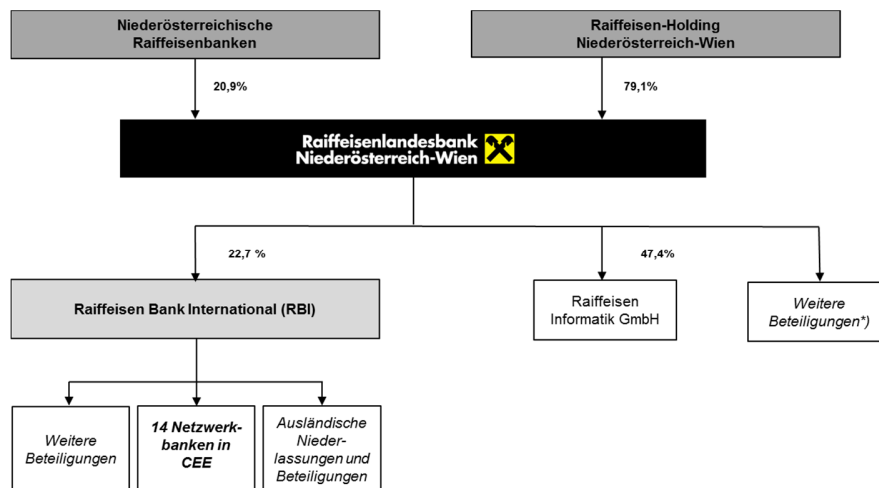 Niederösterreichische
Raiffeisenbanken
Raiffeisen-Holding
Niederösterreich-Wien
20,9%
79,1%
Raiffeisenlandesbank
Niederösterreich-Wien
22,7 %
47,4%
Raiffeisen Bank International (RBI)
Raiffeisen
Informatik GmbH
Weitere
Beteiligungen*)
Weitere
Beteiligungen
14 Netzwerk-
banken in
CEE
Ausländische
Nieder-
lassungen und
Beteiligungen